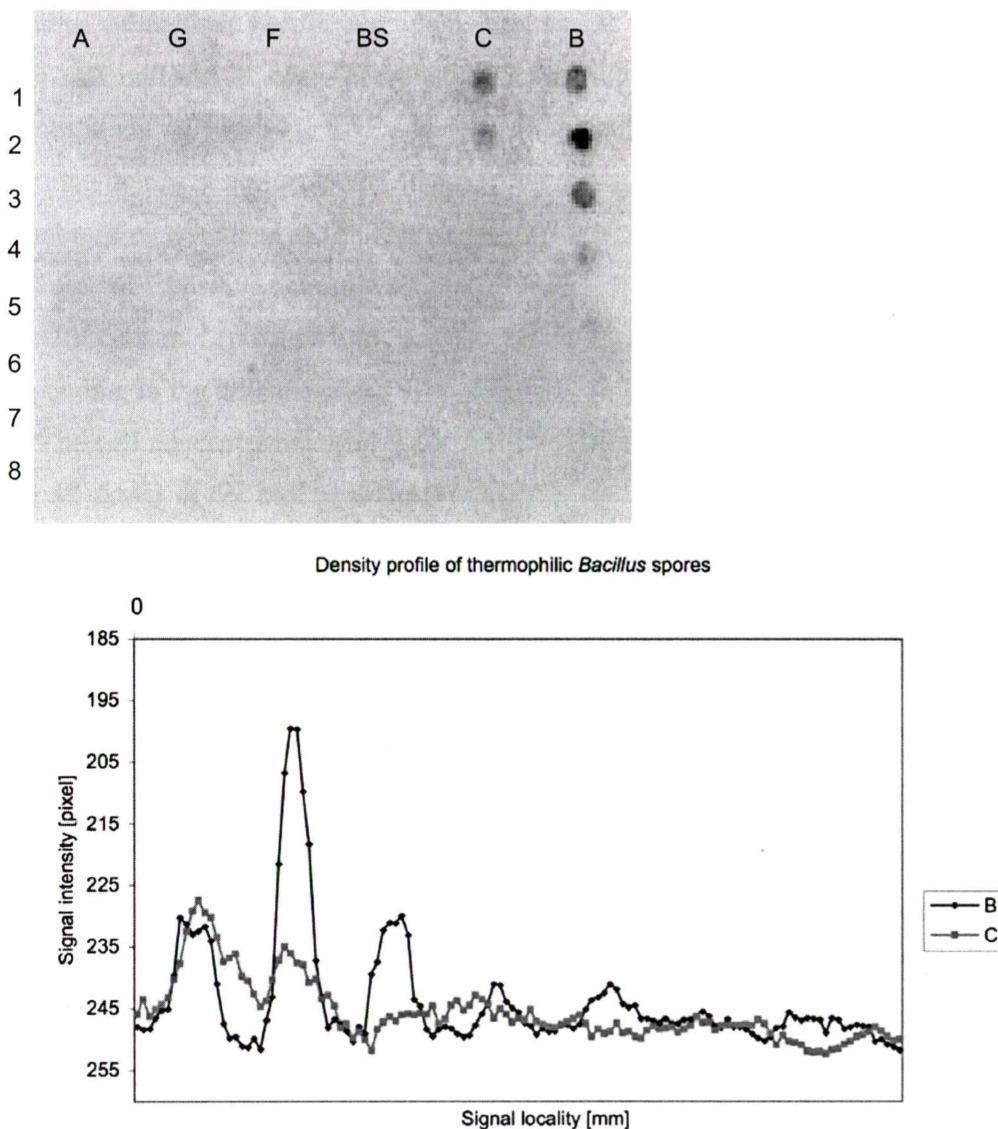 A G F BS C B
1
2
3
4
5
6
7
8
Density profile of thermophilic Bacillus spores
0
185
195
205
215
225
235
245
255
Signal intensity [pixel]
B
C
Signal locality [mm]